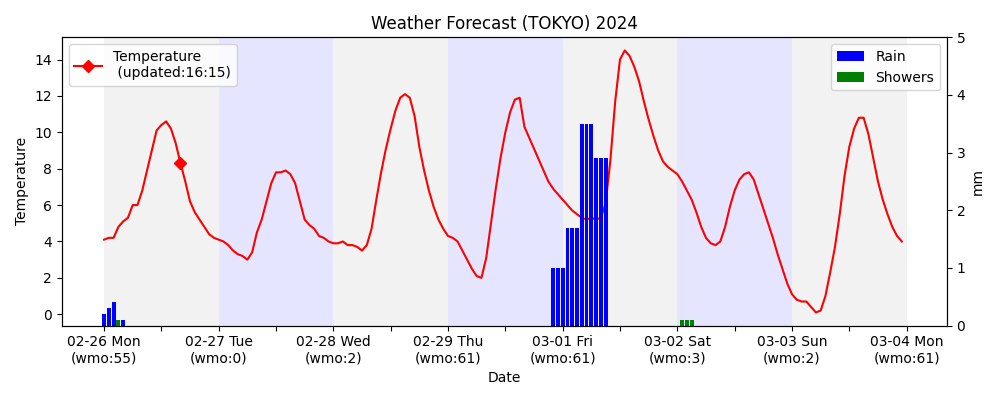 Weather Forecast (TOKYO) 2024
Temperature
(updated:16:15)
Rain
Showers
Temperature
14
12
10
8
6
4
2
0
5
4
3
2
1
0
mm
02-26 Mon
(wmo:55)
02-27 Tue
(wmo:0)
02-28 Wed
(wmo:2)
02-29 Thu
(wmo:61)
03-01 Fri
(wmo:61)
03-02 Sat
(wmo:3)
03-03 Sun
(wmo:2)
03-04 Mon
(wmo:61)
Date